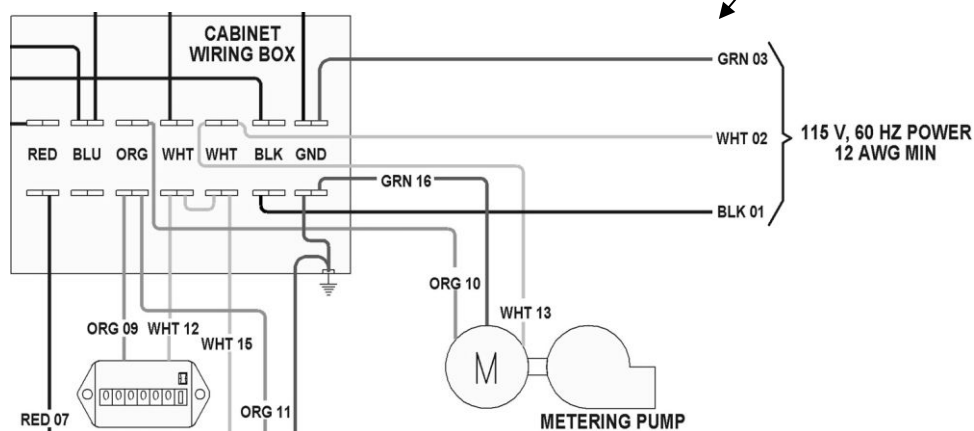 CABINET
WIRING BOX
GRN 03
WHT 02
115 V, 60 HZ POWER
12 AWG MIN
RED BLU ORG WHT WHT BLK GND
GRN 16
BLK 01
ORG 10
WHT 13
ORG 09 WHT 12
WHT 15
M
000000 0
ORG 11
RED 07
METERING PUMP